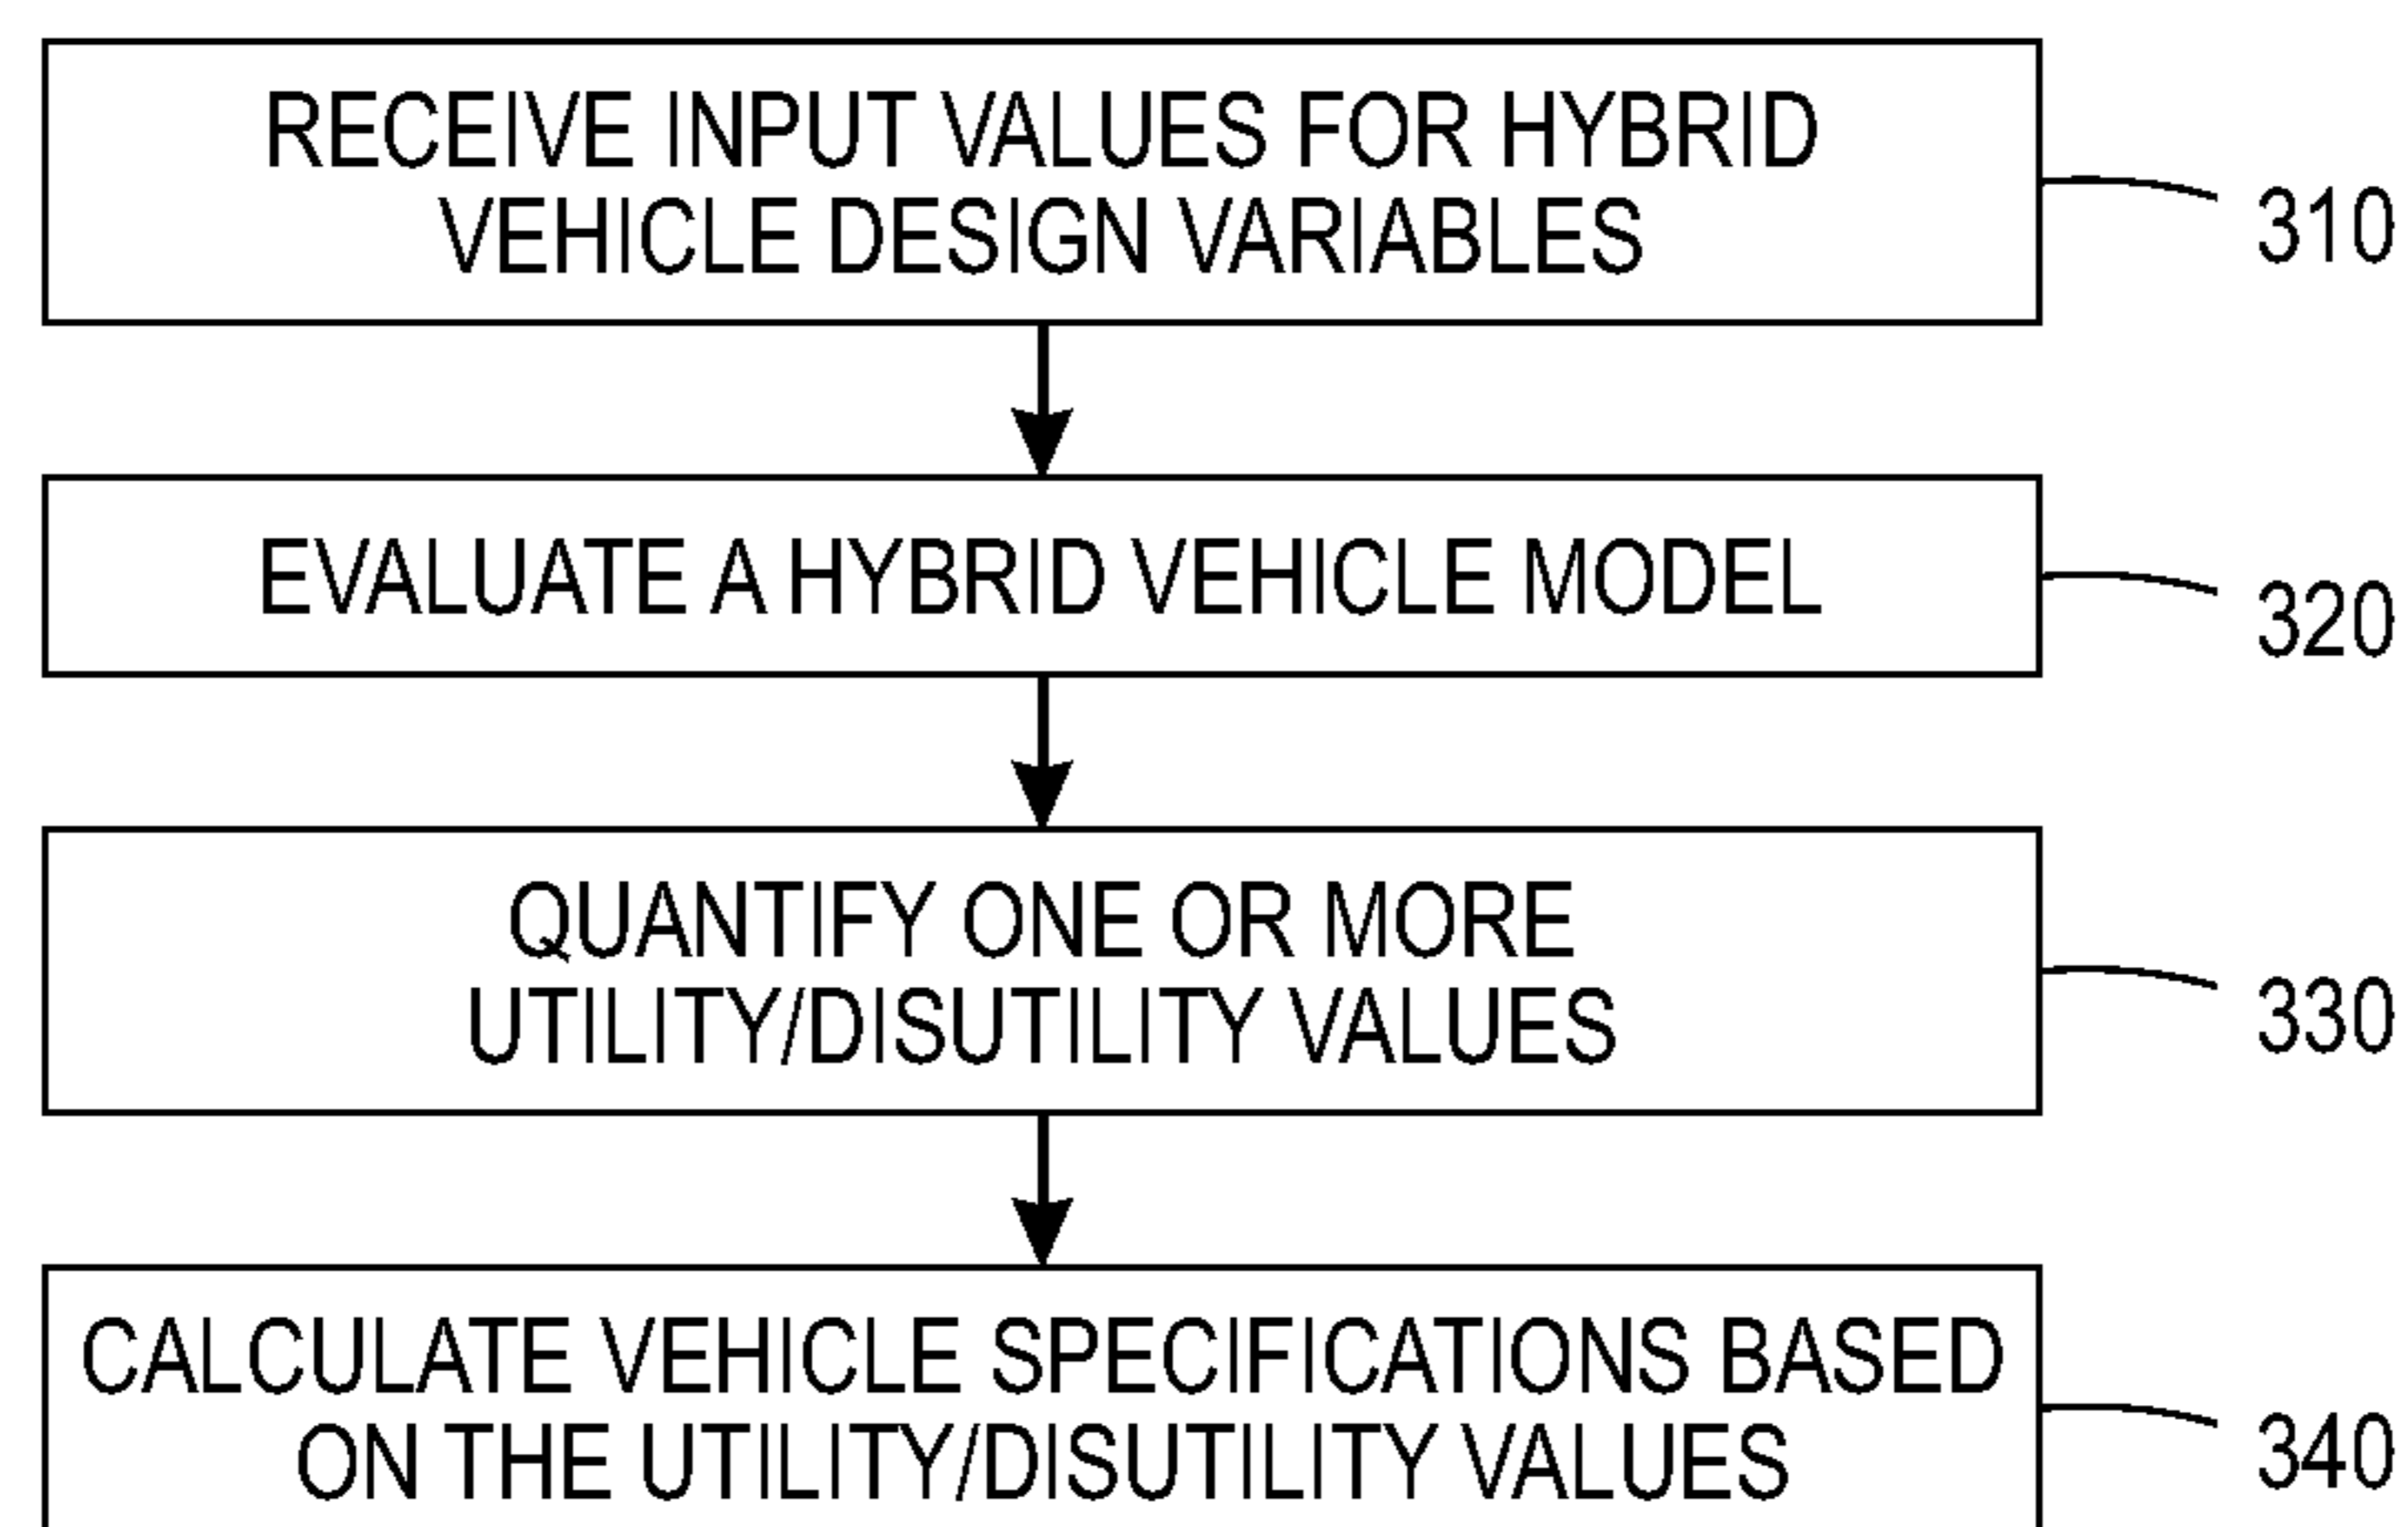 RECEIVE INPUT VALUES FOR HYBRID
VEHICLE DESIGN VARIABLES
310
EVALUATE A HYBRID VEHICLE MODEL
320
QUANTIFY ONE OR MORE
UTILITY/DISUTILITY VALUES
330
CALCULATE VEHICLE SPECIFICATIONS BASED
ON THE UTILITY/DISUTILITY VALUES
340